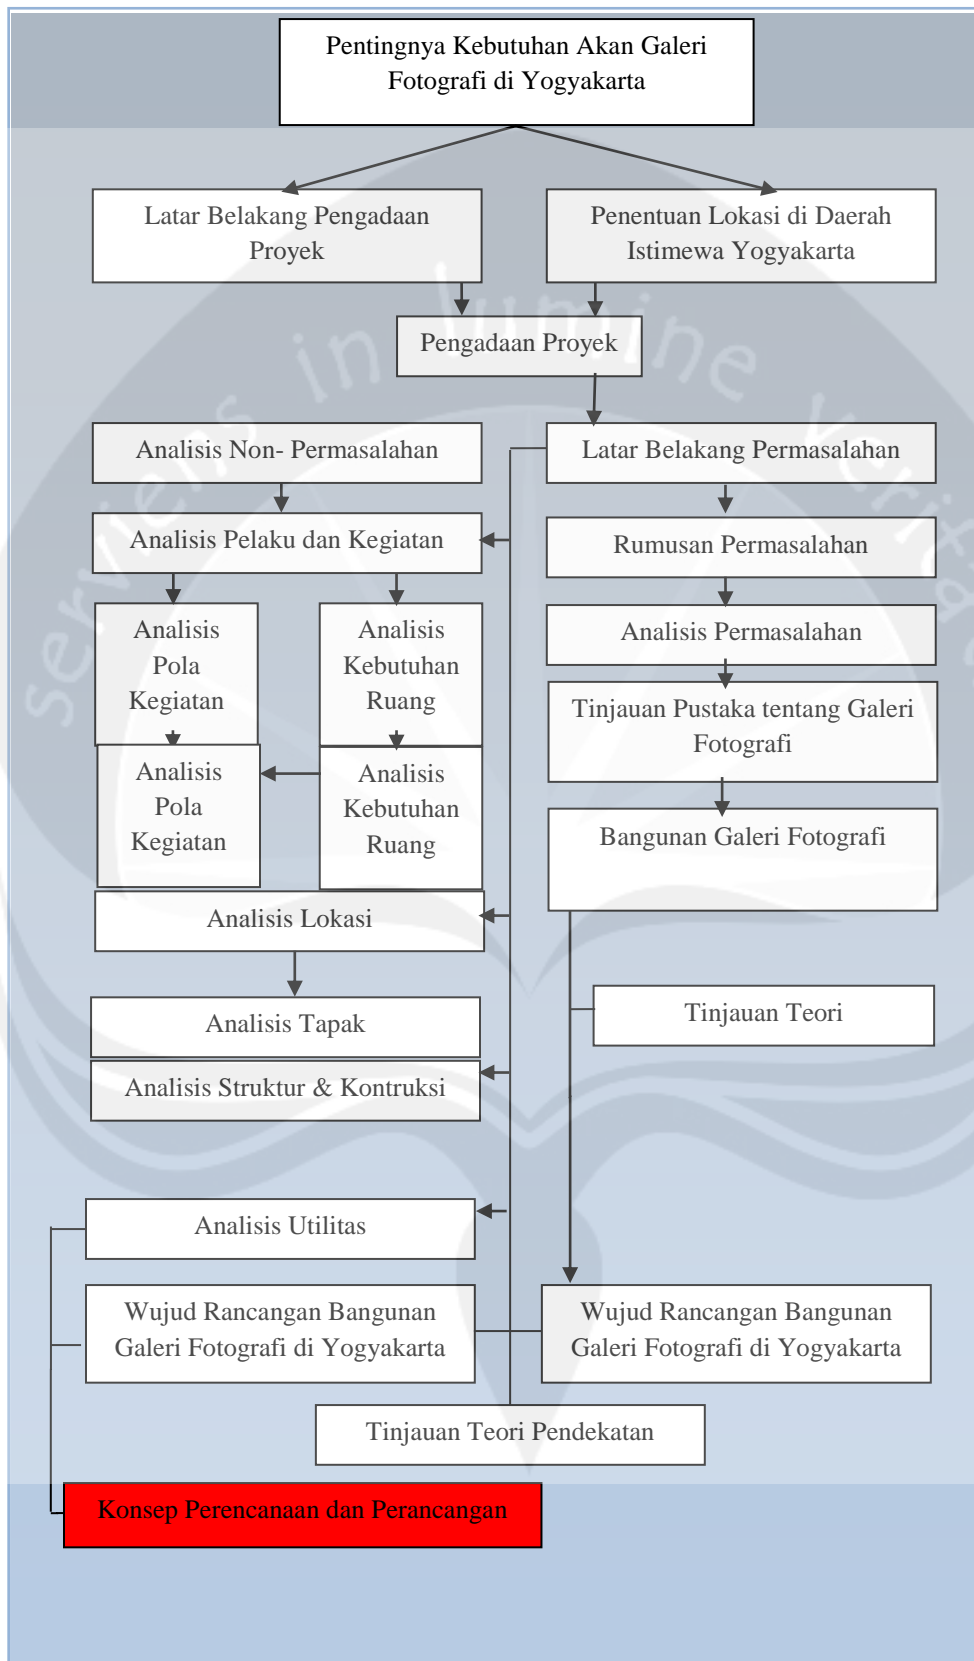 Pentingnya Kebutuhan Akan Galeri
Fotografi di Yogyakarta
Latar Belakang Pengadaan
Proyek
Penentuan Lokasi di Daerah
Istimewa Yogyakarta
Pengadaan Proyek
serviens in lumine veritatis
Analisis Non- Permasalahan
Latar Belakang Permasalahan
Analisis Pelaku dan Kegiatan
Rumusan Permasalahan
Analisis
Pola
Kegiatan
Analisis
Kebutuhan
Ruang
Analisis Permasalahan
Tinjauan Pustaka tentang Galeri
Fotografi
Analisis
Pola
Kegiatan
Analisis
Kebutuhan
Ruang
Bangunan Galeri Fotografi
Analisis Lokasi
Analisis Tapak
Tinjauan Teori
Analisis Struktur & Kontruksi
Analisis Utilitas
Wujud Rancangan Bangunan
Galeri Fotografi di Yogyakarta
Wujud Rancangan Bangunan
Galeri Fotografi di Yogyakarta
Tinjauan Teori Pendekatan
Konsep Perencanaan dan Perancangan